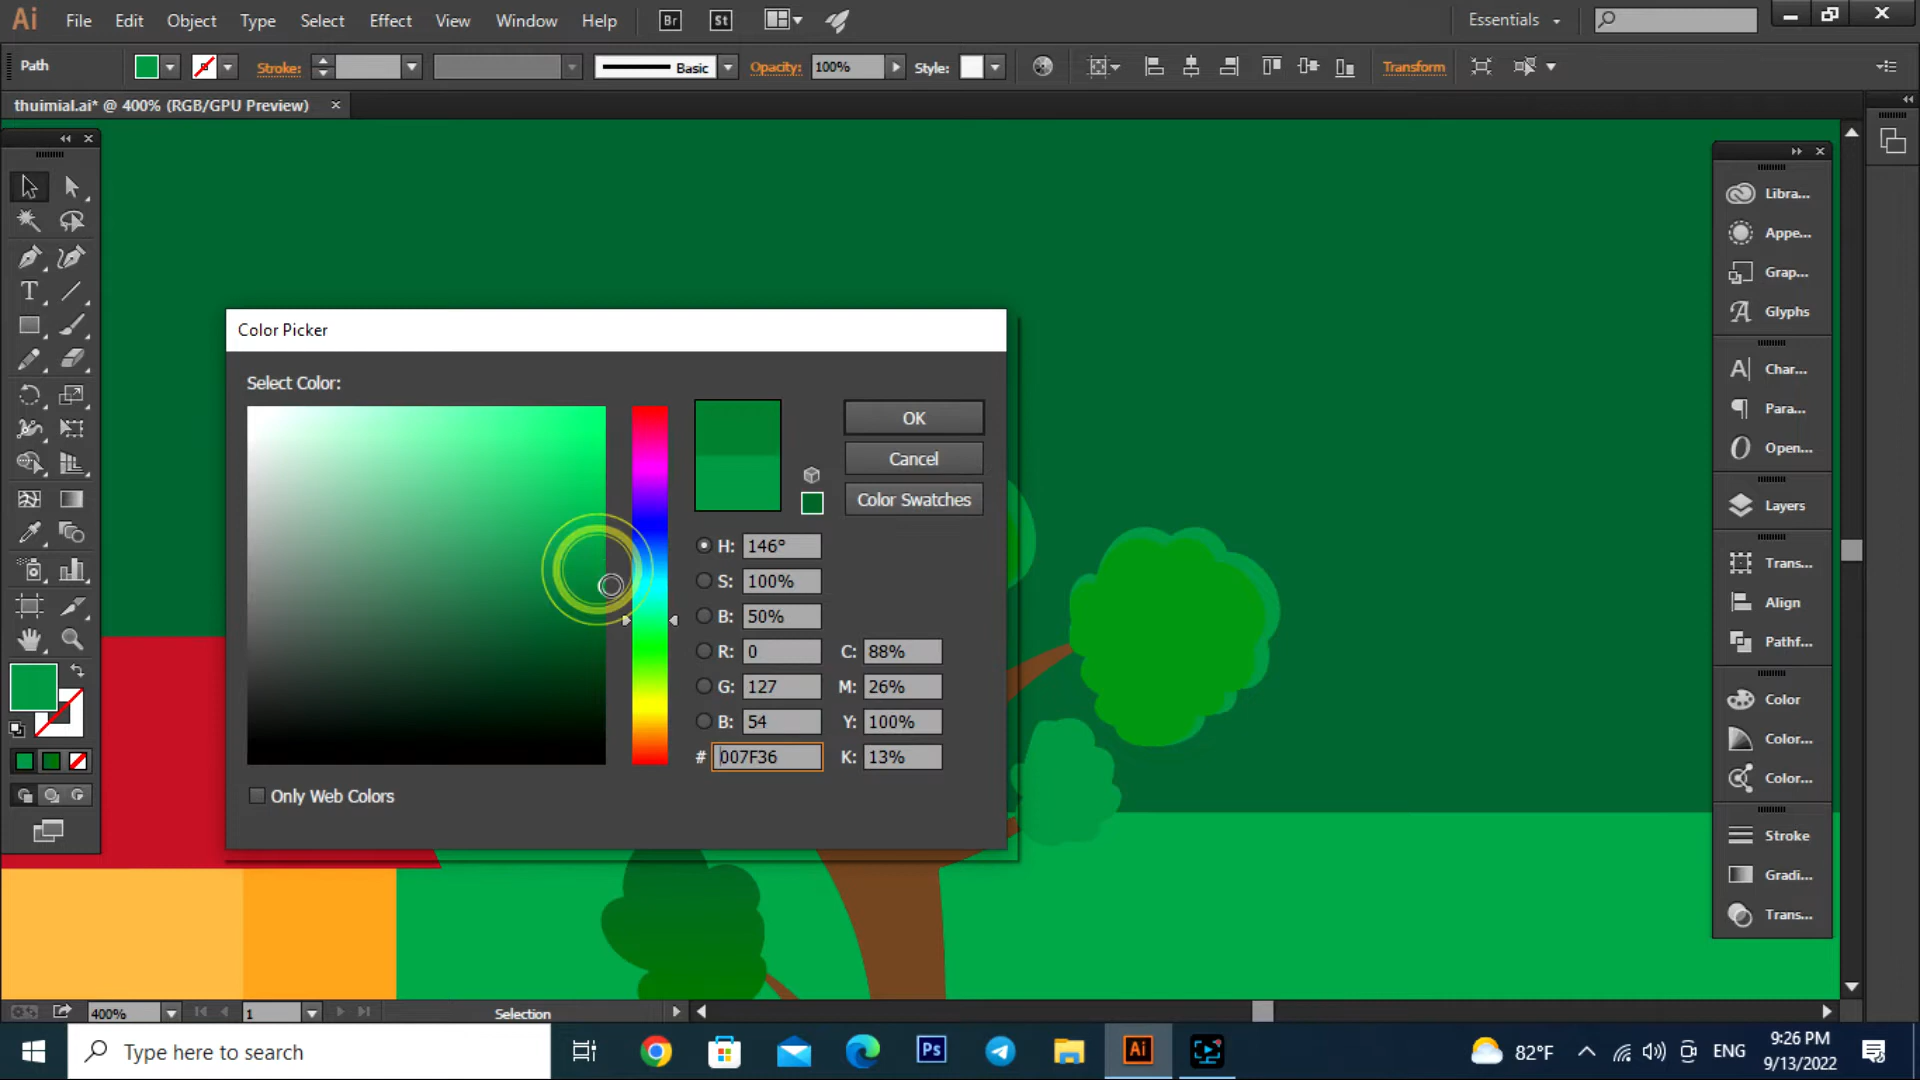 Ai File Edit Object Type Select Effect View Window Help Br St Essentials
Path Stroke: Basic Opacity: 100% Style: Transform
thuimial.ai* @ 400% (RGB/GPU Preview)
Color Picker
Select Color:
OK
Cancel
Color Swatches
H: 146°
S: 100%
B: 50%
R: 0 C: 88%
G: 127 M: 26%
B: 54 Y: 100%
# 007F36 K: 13%
Only Web Colors
Libra...
Appe...
Grap...
Glyphs
Char...
Para...
Open...
Layers
Trans...
Align
Pathf...
Color
Color...
Color...
Stroke
Gradi...
Trans...
400% 1 Selection
Type here to search Ps Ai 82°F ENG 9:26 PM
9/13/2022